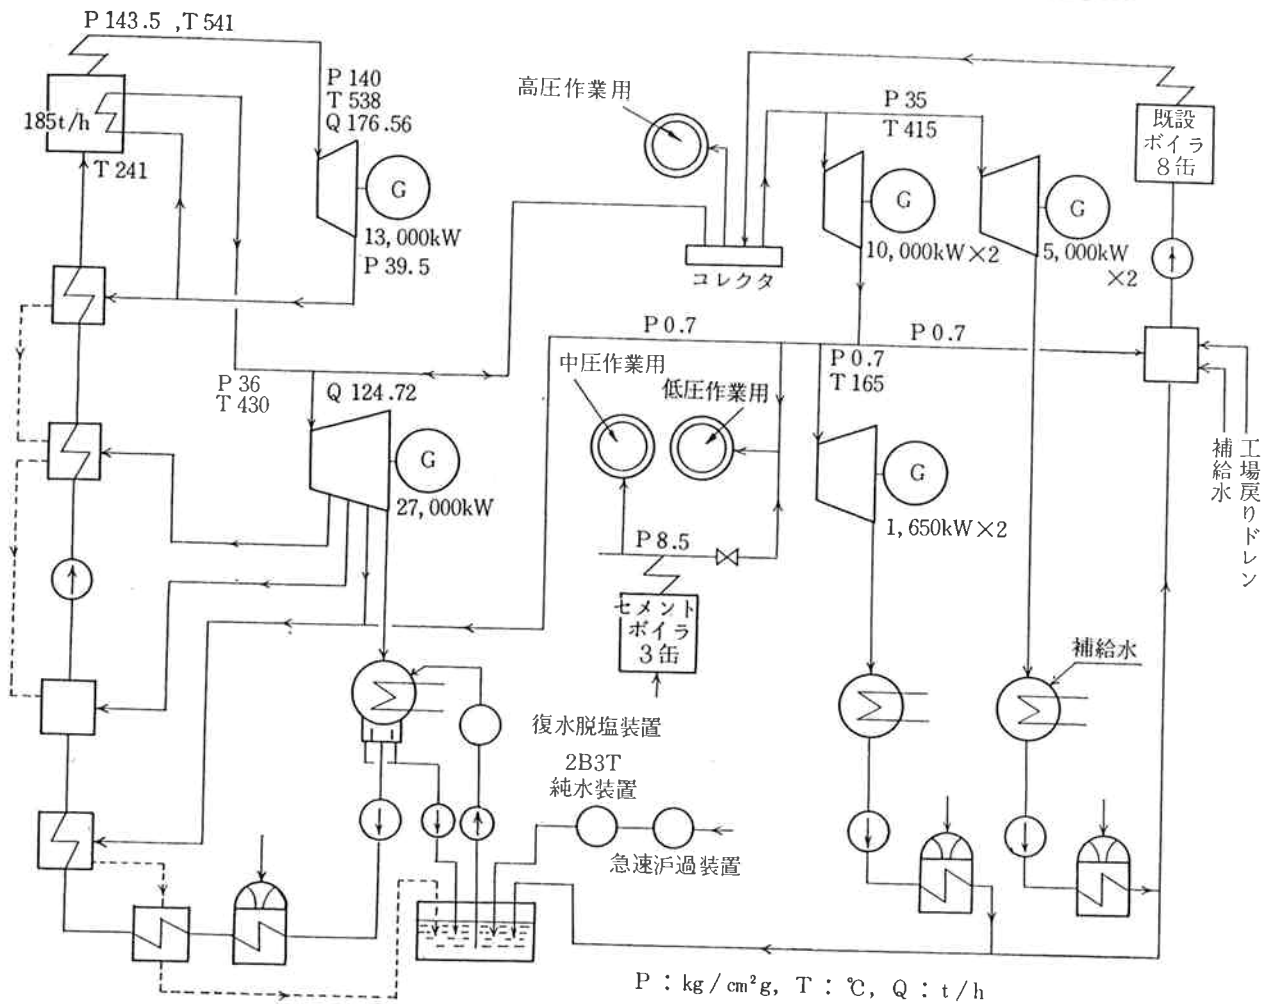 P 143.5 ,T 541
P 140
T 538
Q 176.56
185t/h
T 241
G
13,000kW
P 39.5
高圧作業用
コレクタ
P 35
T 415
G
10,000kW×2
G
5,000kW
×2
既設
ボイラ
8缶
P 36
T 430
Q 124.72
G
27,000kW
P 0.7
P 0.7
T 165
P 0.7
中圧作業用
低圧作業用
G
1,650kW×2
P 8.5
セメント
ボイラ
3缶
補給水
工場戻りドレン
補給水
復水脱塩装置
2B3T
純水装置
急速沪過装置
P : kg/cm²g, T : ℃, Q : t/h